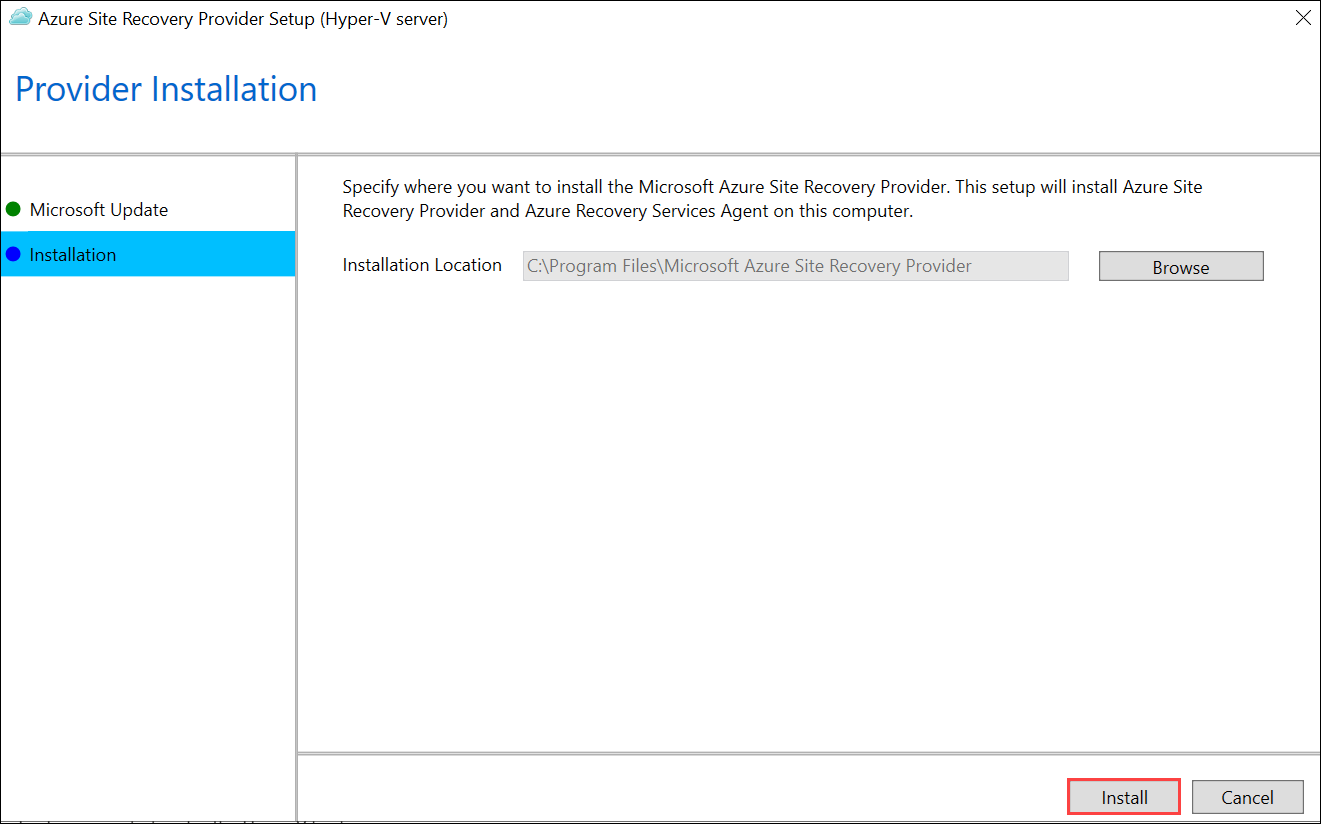 Azure Site Recovery Provider Setup (Hyper-V server)
Provider Installation
Microsoft Update
Installation
Specify where you want to install the Microsoft Azure Site Recovery Provider. This setup will install Azure Site
Recovery Provider and Azure Recovery Services Agent on this computer.
Installation Location
C:\Program Files\Microsoft Azure Site Recovery Provider
Browse
Install
Cancel